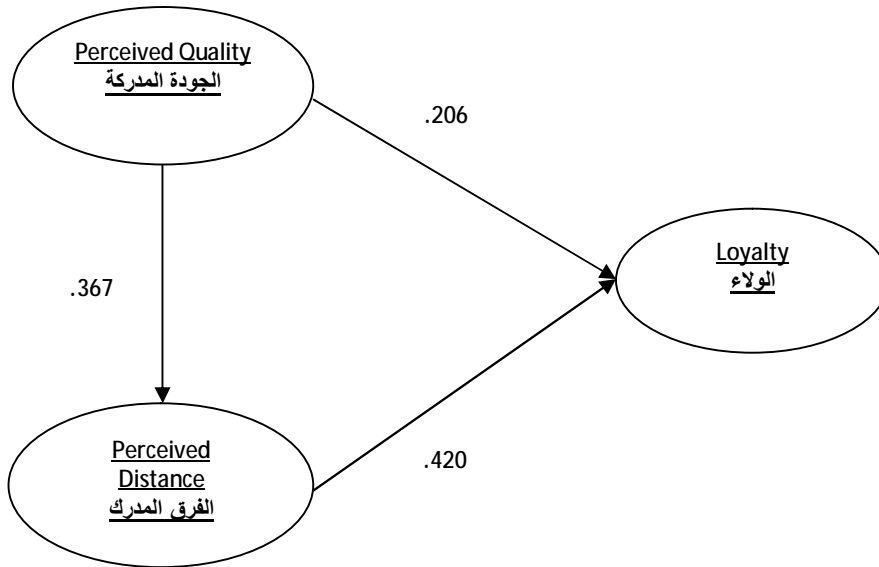 Perceived Quality
الجودة المدركة
.206
Loyalty
الولاء
.367
Perceived
Distance
الفرق المدرك
.420